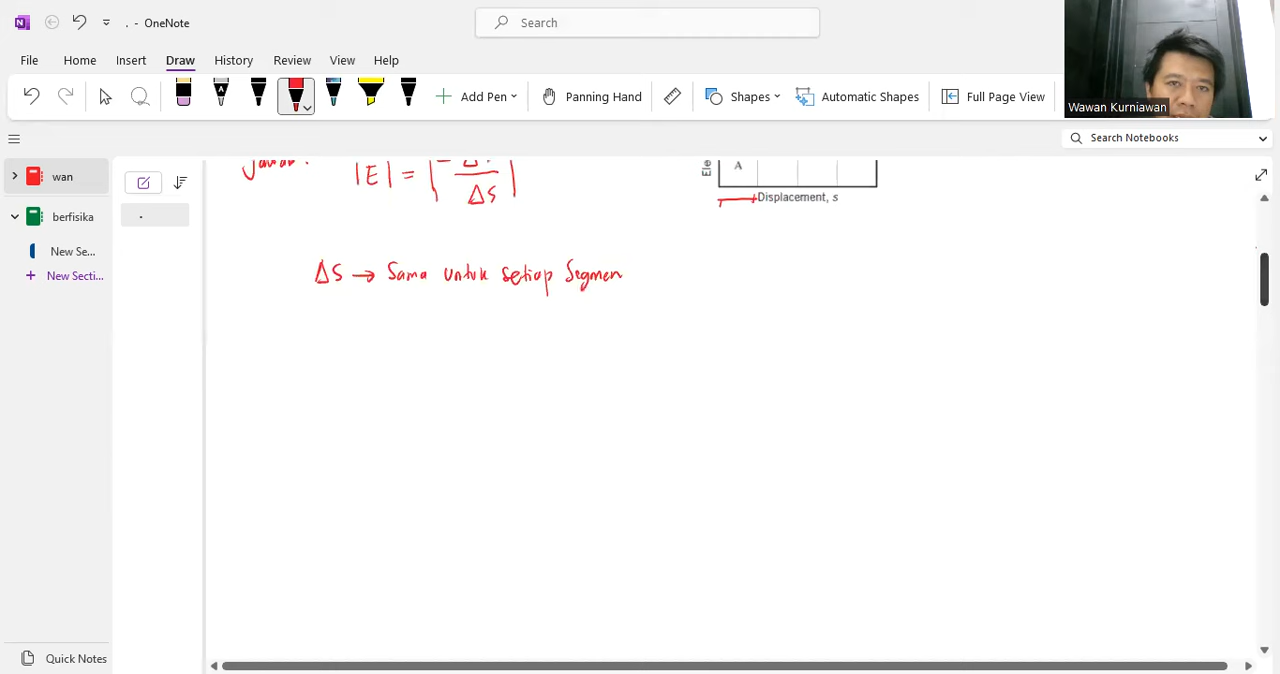 . - OneNote
Search
File Home Insert Draw History Review View Help
Add Pen Panning Hand Shapes Automatic Shapes Full Page View
Wawan Kurniawan
Search Notebooks
wan
berfisika
.
New Se...
New Secti...
Jawab:
|E| = | - Δ
ΔS |
Ele
A
Displacement, s
ΔS → Sama untuk setiap Segmen
Quick Notes